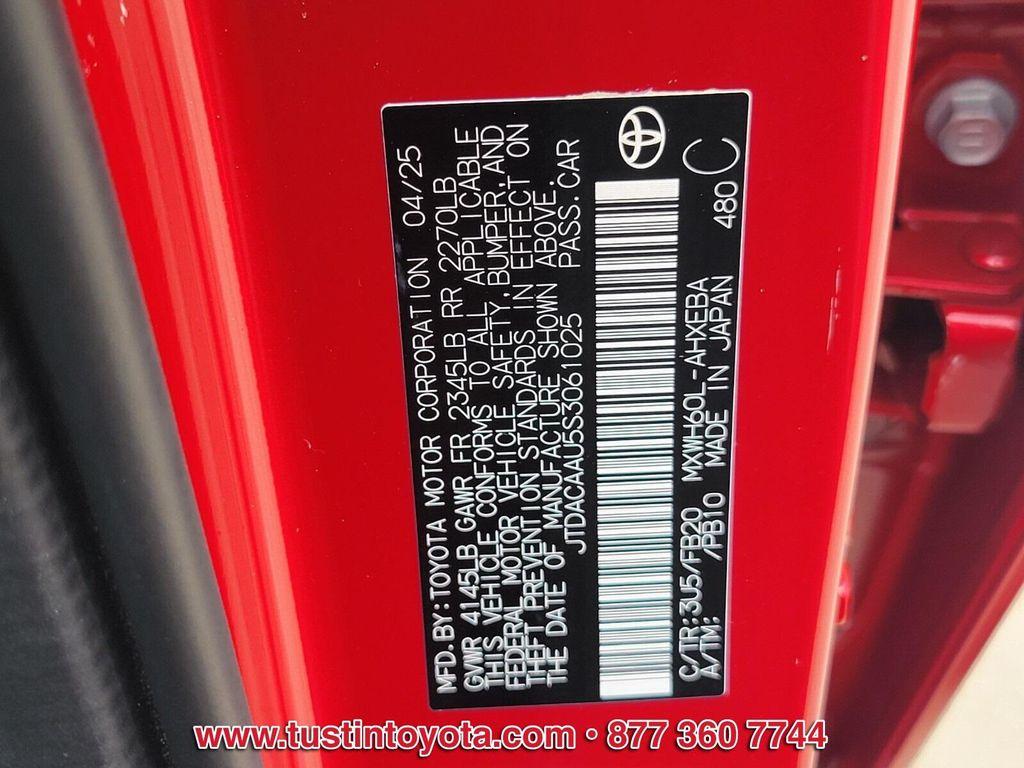 MFD.BY:TOYOTA MOTOR CORPORATION 04/25
GVWR 4145LB GAWR FR 2345LB RR 2270LB
THIS VEHICLE CONFORMS TO ALL APPLICABLE
FEDERAL MOTOR VEHICLE SAFETY,BUMPER,AND
THEFT PREVENTION STANDARDS IN EFFECT ON
THE DATE OF MANUFACTURE SHOWN ABOVE.
JTDACAAU5S3061025 PASS.CAR
C/TR:3U5/FB20 MXWH60L-AHXEBA 480
A/TM: /PB10 MADE IN JAPAN C
www.tustintoyota.com • 877 360 7744